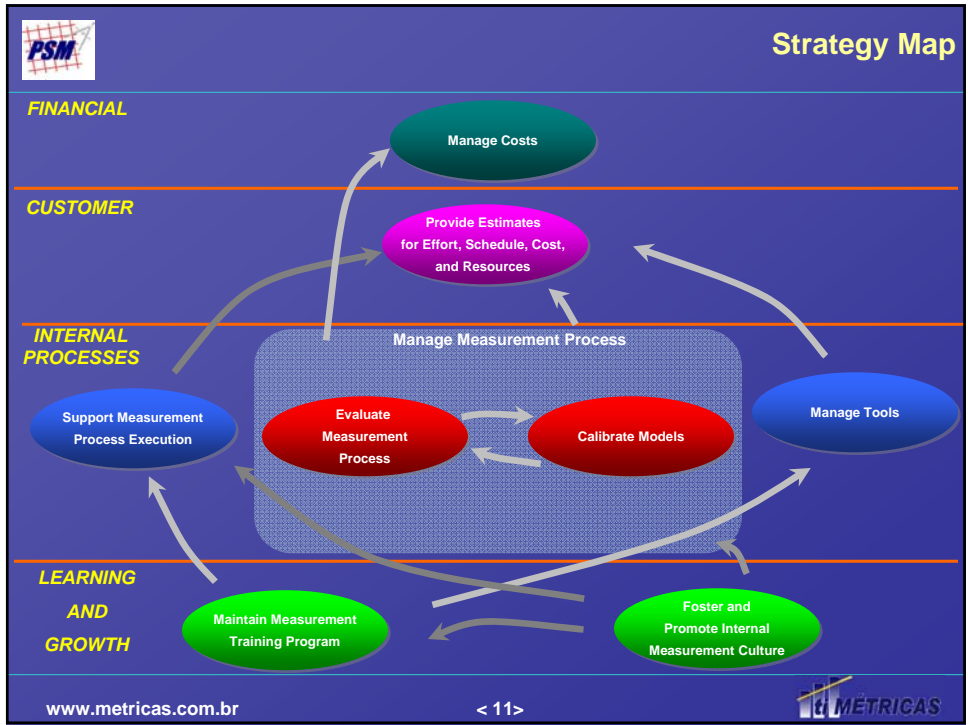 PSM
Strategy Map
FINANCIAL
Manage Costs
CUSTOMER
Provide Estimates
for Effort, Schedule, Cost,
and Resources
INTERNAL
PROCESSES
Manage Measurement Process
Support Measurement
Process Execution
Evaluate
Measurement
Process
Calibrate Models
Manage Tools
LEARNING
AND
GROWTH
Maintain Measurement
Training Program
Foster and
Promote Internal
Measurement Culture
www.metricas.com.br
< 11>
ti MÉTRICAS